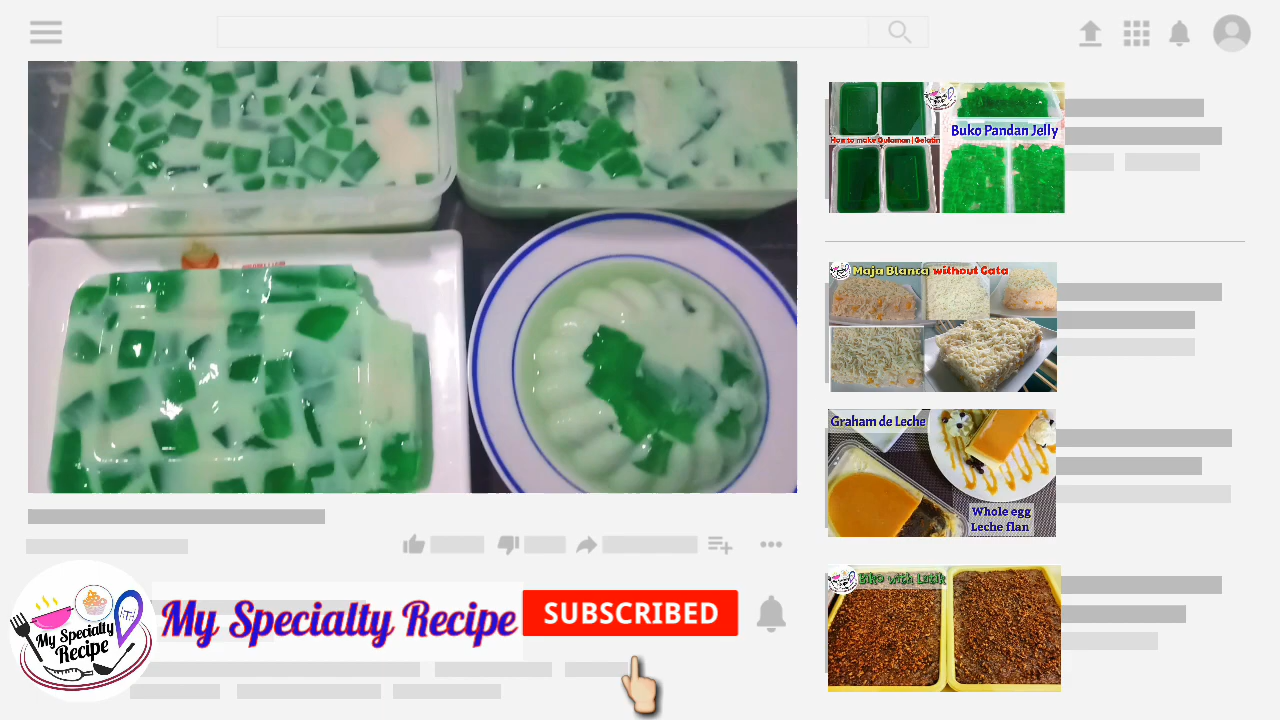 Buko Pandan Jelly
How to make Gulaman | Gelatin
Maja Blanca without Gata
Graham de Leche
Whole egg
Leche flan
Biko with Latik
My Specialty
Recipe
My Specialty Recipe
SUBSCRIBED